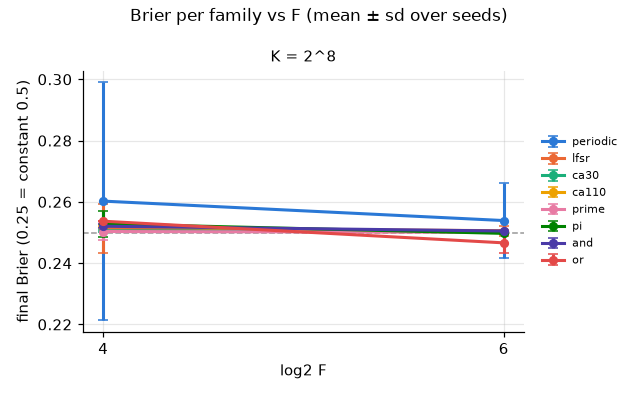 Brier per family vs F (mean ± sd over seeds)
K = 2^8
final Brier (0.25 = constant 0.5)
0.30
0.28
0.26
0.24
0.22
4
6
log2 F
periodic
lfsr
ca30
ca110
prime
pi
and
or